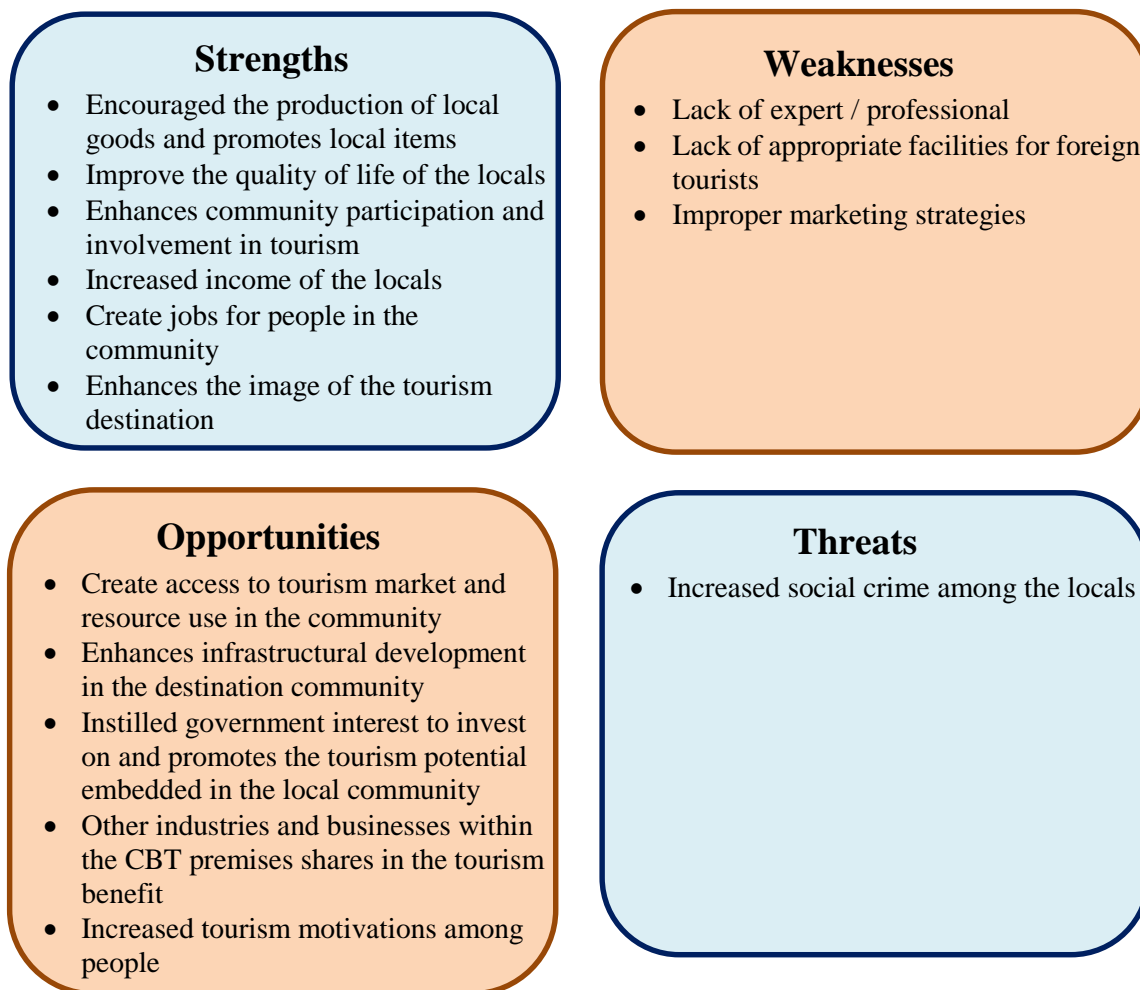 Strengths
• Encouraged the production of local
goods and promotes local items
• Improve the quality of life of the locals
• Enhances community participation and
involvement in tourism
• Increased income of the locals
• Create jobs for people in the
community
• Enhances the image of the tourism
destination
Weaknesses
• Lack of expert / professional
• Lack of appropriate facilities for foreign
tourists
• Improper marketing strategies
Opportunities
• Create access to tourism market and
resource use in the community
• Enhances infrastructural development
in the destination community
• Instilled government interest to invest
on and promotes the tourism potential
embedded in the local community
• Other industries and businesses within
the CBT premises shares in the tourism
benefit
• Increased tourism motivations among
people
Threats
• Increased social crime among the locals